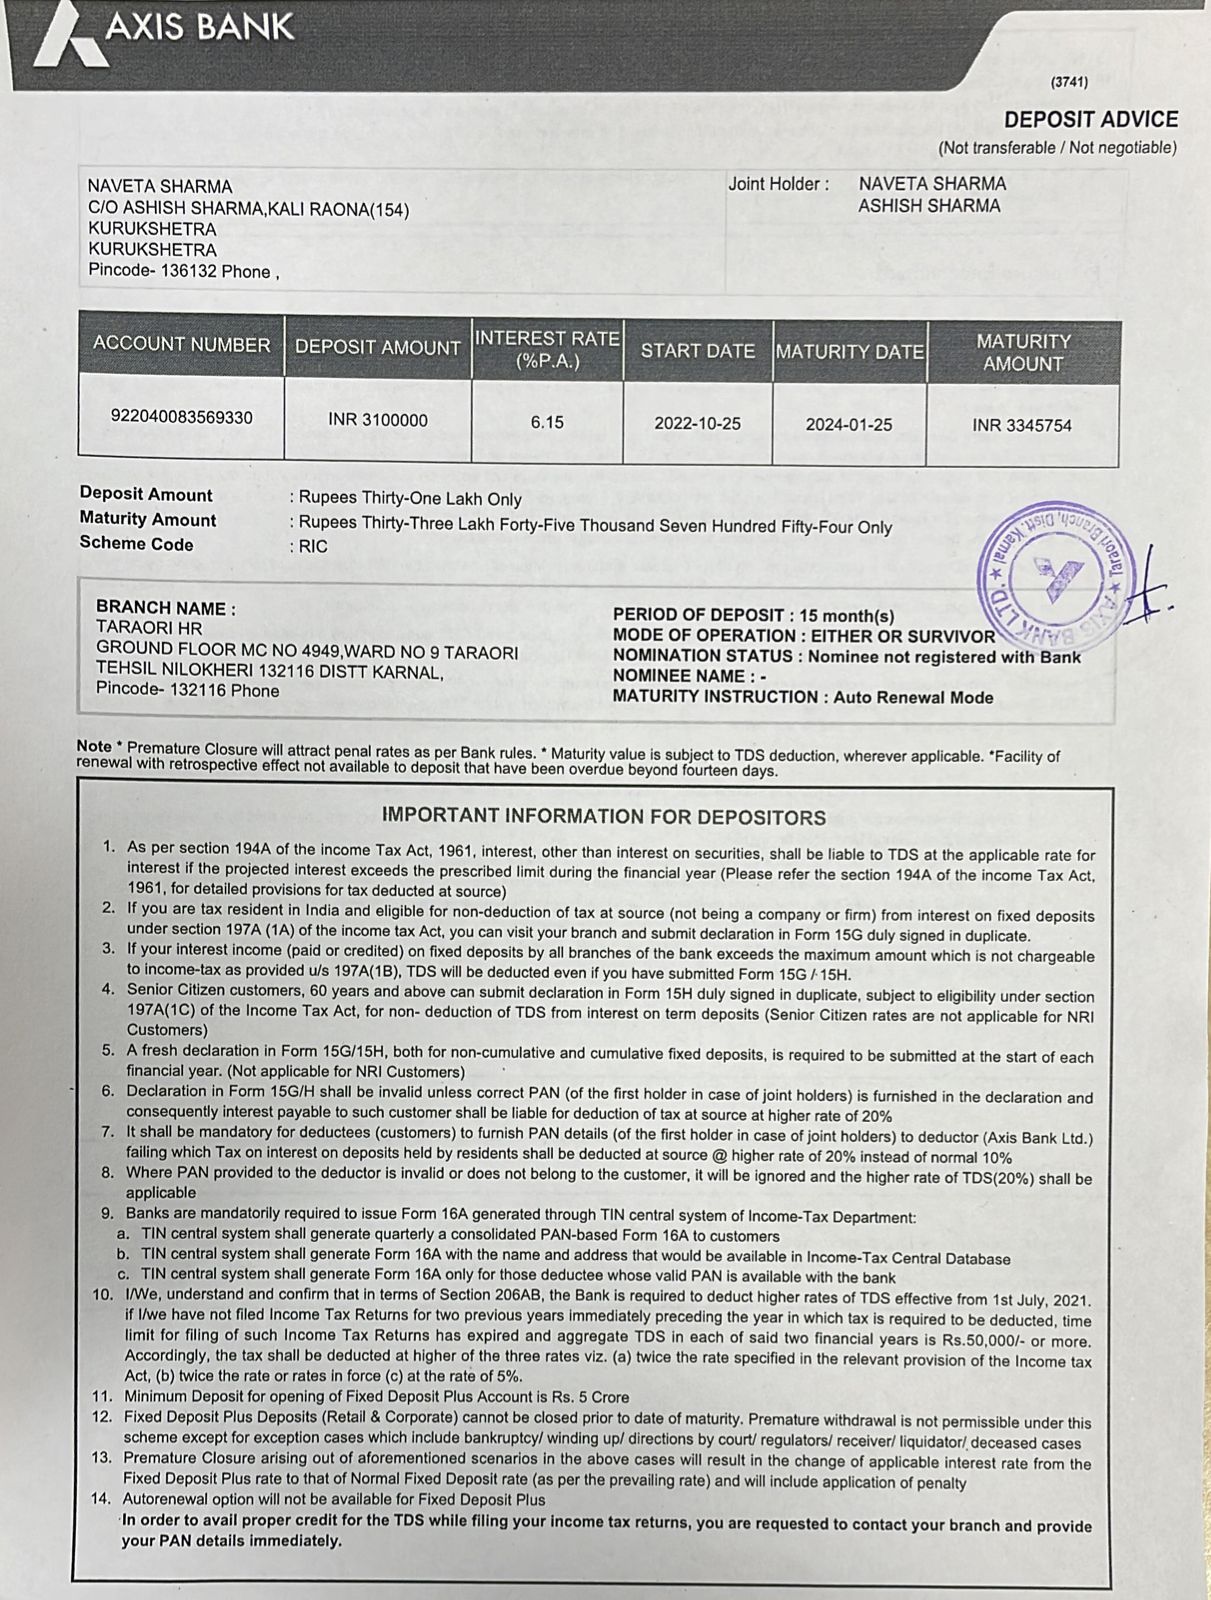 AXIS BANK
(3741)
DEPOSIT ADVICE
(Not transferable / Not negotiable)
NAVETA SHARMA
C/O ASHISH SHARMA,KALI RAONA(154)
KURUKSHETRA
KURUKSHETRA
Pincode- 136132 Phone ,
Joint Holder : NAVETA SHARMA
ASHISH SHARMA
ACCOUNT NUMBER DEPOSIT AMOUNT INTEREST RATE (%P.A.) START DATE MATURITY DATE MATURITY AMOUNT
922040083569330 INR 3100000 6.15 2022-10-25 2024-01-25 INR 3345754
Deposit Amount : Rupees Thirty-One Lakh Only
Maturity Amount : Rupees Thirty-Three Lakh Forty-Five Thousand Seven Hundred Fifty-Four Only
Scheme Code : RIC
AXIS BANK LTD. ★ Taraori Branch, Distt. Karnal ★
BRANCH NAME :
TARAORI HR
GROUND FLOOR MC NO 4949,WARD NO 9 TARAORI
TEHSIL NILOKHERI 132116 DISTT KARNAL,
Pincode- 132116 Phone
PERIOD OF DEPOSIT : 15 month(s)
MODE OF OPERATION : EITHER OR SURVIVOR
NOMINATION STATUS : Nominee not registered with Bank
NOMINEE NAME : -
MATURITY INSTRUCTION : Auto Renewal Mode
Note * Premature Closure will attract penal rates as per Bank rules. * Maturity value is subject to TDS deduction, wherever applicable. *Facility of
renewal with retrospective effect not available to deposit that have been overdue beyond fourteen days.
IMPORTANT INFORMATION FOR DEPOSITORS
1. As per section 194A of the income Tax Act, 1961, interest, other than interest on securities, shall be liable to TDS at the applicable rate for
interest if the projected interest exceeds the prescribed limit during the financial year (Please refer the section 194A of the income Tax Act,
1961, for detailed provisions for tax deducted at source)
2. If you are tax resident in India and eligible for non-deduction of tax at source (not being a company or firm) from interest on fixed deposits
under section 197A (1A) of the income tax Act, you can visit your branch and submit declaration in Form 15G duly signed in duplicate.
3. If your interest income (paid or credited) on fixed deposits by all branches of the bank exceeds the maximum amount which is not chargeable
to income-tax as provided u/s 197A(1B), TDS will be deducted even if you have submitted Form 15G / 15H.
4. Senior Citizen customers, 60 years and above can submit declaration in Form 15H duly signed in duplicate, subject to eligibility under section
197A(1C) of the Income Tax Act, for non- deduction of TDS from interest on term deposits (Senior Citizen rates are not applicable for NRI
Customers)
5. A fresh declaration in Form 15G/15H, both for non-cumulative and cumulative fixed deposits, is required to be submitted at the start of each
financial year. (Not applicable for NRI Customers)
6. Declaration in Form 15G/H shall be invalid unless correct PAN (of the first holder in case of joint holders) is furnished in the declaration and
consequently interest payable to such customer shall be liable for deduction of tax at source at higher rate of 20%
7. It shall be mandatory for deductees (customers) to furnish PAN details (of the first holder in case of joint holders) to deductor (Axis Bank Ltd.)
failing which Tax on interest on deposits held by residents shall be deducted at source @ higher rate of 20% instead of normal 10%
8. Where PAN provided to the deductor is invalid or does not belong to the customer, it will be ignored and the higher rate of TDS(20%) shall be
applicable
9. Banks are mandatorily required to issue Form 16A generated through TIN central system of Income-Tax Department:
a. TIN central system shall generate quarterly a consolidated PAN-based Form 16A to customers
b. TIN central system shall generate Form 16A with the name and address that would be available in Income-Tax Central Database
c. TIN central system shall generate Form 16A only for those deductee whose valid PAN is available with the bank
10. I/We, understand and confirm that in terms of Section 206AB, the Bank is required to deduct higher rates of TDS effective from 1st July, 2021.
if I/we have not filed Income Tax Returns for two previous years immediately preceding the year in which tax is required to be deducted, time
limit for filing of such Income Tax Returns has expired and aggregate TDS in each of said two financial years is Rs.50,000/- or more.
Accordingly, the tax shall be deducted at higher of the three rates viz. (a) twice the rate specified in the relevant provision of the Income tax
Act, (b) twice the rate or rates in force (c) at the rate of 5%.
11. Minimum Deposit for opening of Fixed Deposit Plus Account is Rs. 5 Crore
12. Fixed Deposit Plus Deposits (Retail & Corporate) cannot be closed prior to date of maturity. Premature withdrawal is not permissible under this
scheme except for exception cases which include bankruptcy/ winding up/ directions by court/ regulators/ receiver/ liquidator/ deceased cases
13. Premature Closure arising out of aforementioned scenarios in the above cases will result in the change of applicable interest rate from the
Fixed Deposit Plus rate to that of Normal Fixed Deposit rate (as per the prevailing rate) and will include application of penalty
14. Autorenewal option will not be available for Fixed Deposit Plus
In order to avail proper credit for the TDS while filing your income tax returns, you are requested to contact your branch and provide
your PAN details immediately.